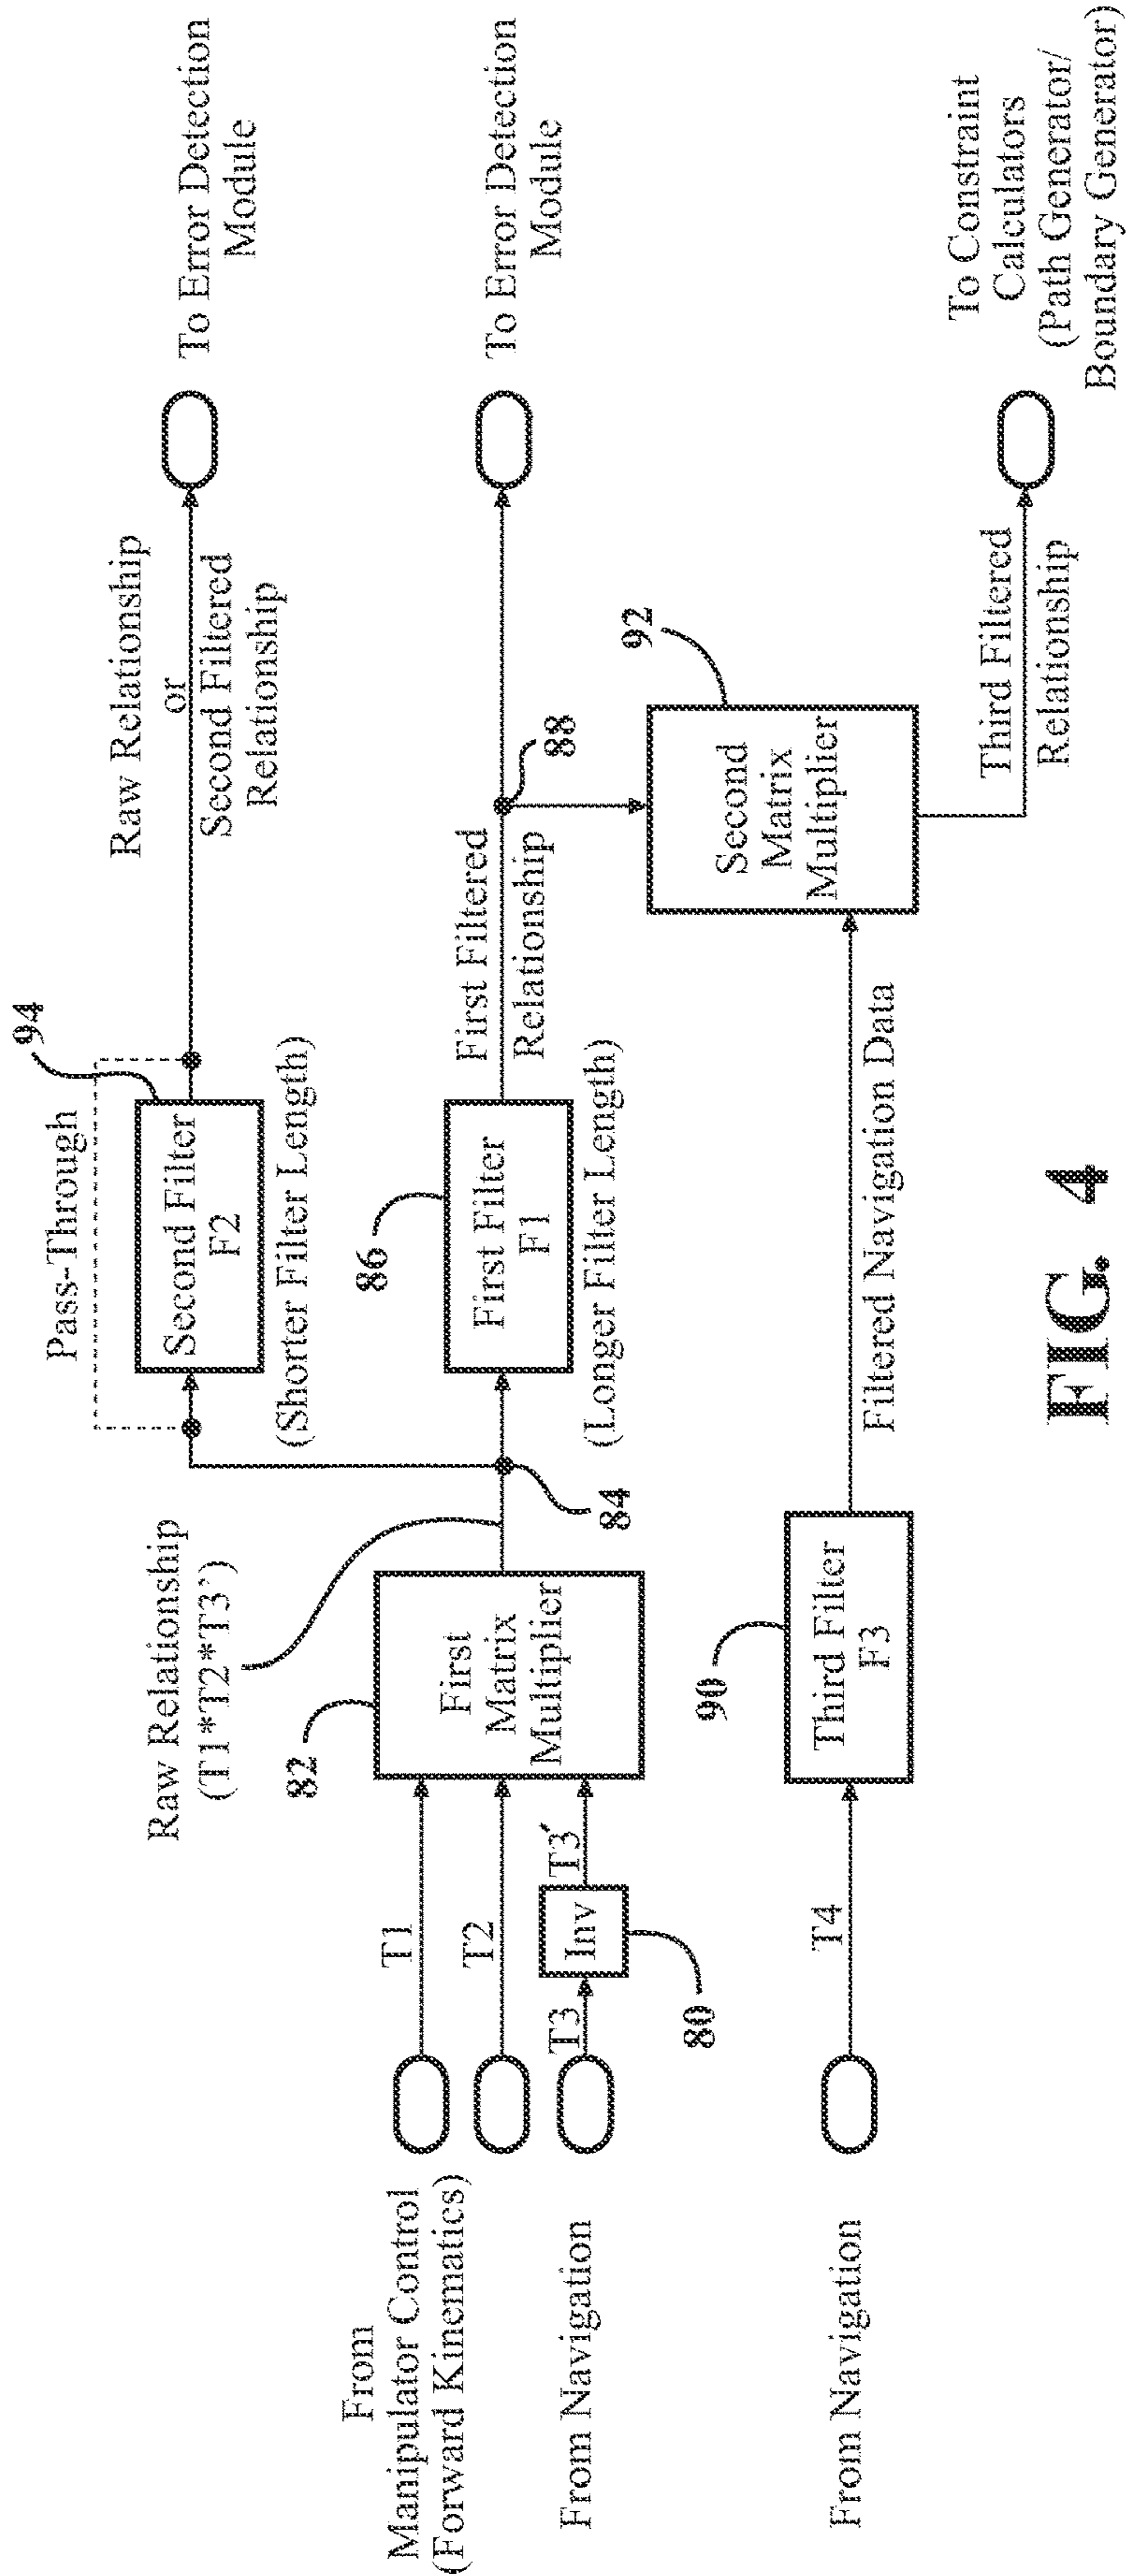 Pass-Through
94
Raw Relationship
or
Second Filtered
Relationship
To Error Detection
Module
Second Filter
F2
(Shorter Filter Length)
Raw Relationship
(T1*T2*T3')
82
86
From
Manipulator Control
(Forward Kinematics)
T1
T2
First
Matrix
Multiplier
First Filter
F1
(Longer Filter Length)
First Filtered
Relationship
To Error Detection
Module
84
88
From Navigation
T3
Inv
T3'
80
90
92
Second
Matrix
Multiplier
From Navigation
T4
Third Filter
F3
Filtered Navigation Data
Third Filtered
Relationship
To Constraint
Calculators
(Path Generator/
Boundary Generator)
FIG. 4